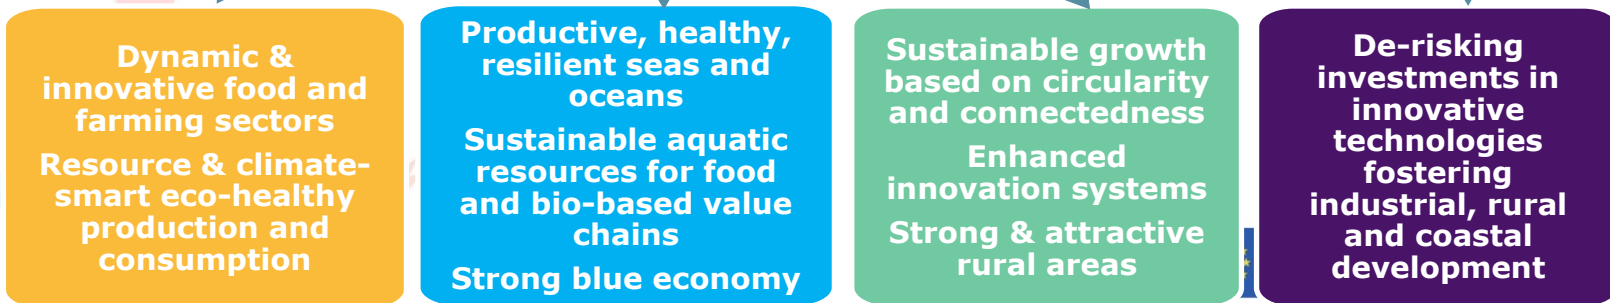 Dynamic &
innovative food and
farming sectors
Resource & climate-
smart eco-healthy
production and
consumption
Productive, healthy,
resilient seas and
oceans
Sustainable aquatic
resources for food
and bio-based value
chains
Strong blue economy
Sustainable growth
based on circularity
and connectedness
Enhanced
innovation systems
Strong & attractive
rural areas
De-risking
investments in
innovative
technologies
fostering
industrial, rural
and coastal
development